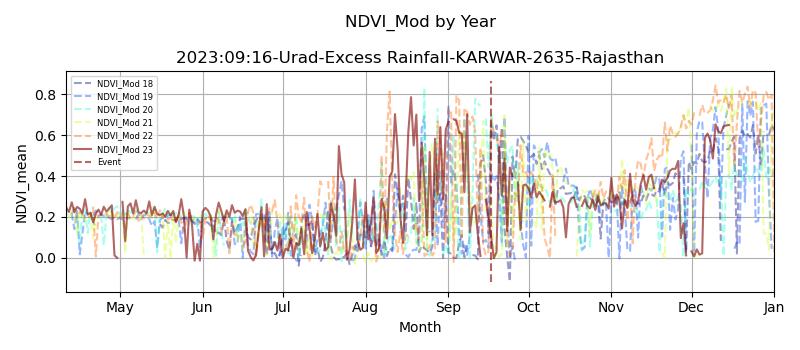 NDVI_Mod by Year
2023:09:16-Urad-Excess Rainfall-KARWAR-2635-Rajasthan
NDVI_mean
0.8
0.6
0.4
0.2
0.0
NDVI_Mod 18
NDVI_Mod 19
NDVI_Mod 20
NDVI_Mod 21
NDVI_Mod 22
NDVI_Mod 23
Event
May Jun Jul Aug Sep Oct Nov Dec Jan
Month